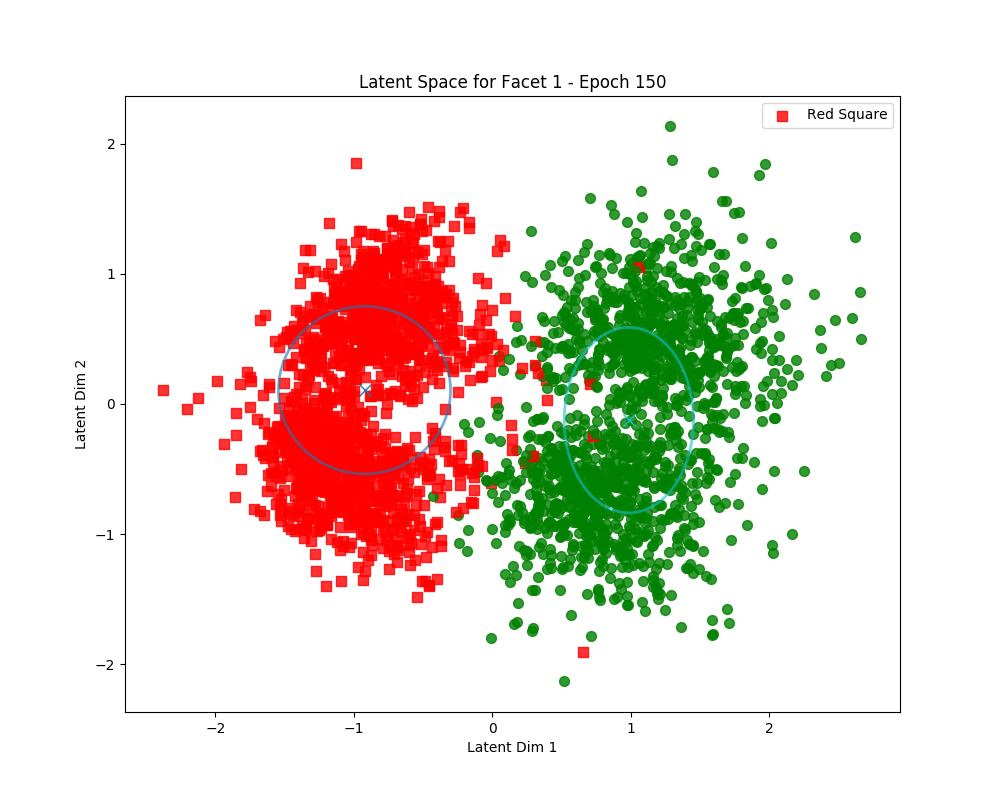 Latent Space for Facet 1 - Epoch 150
Red Square
2
1
0
−1
−2
Latent Dim 2
−2
−1
0
1
2
Latent Dim 1